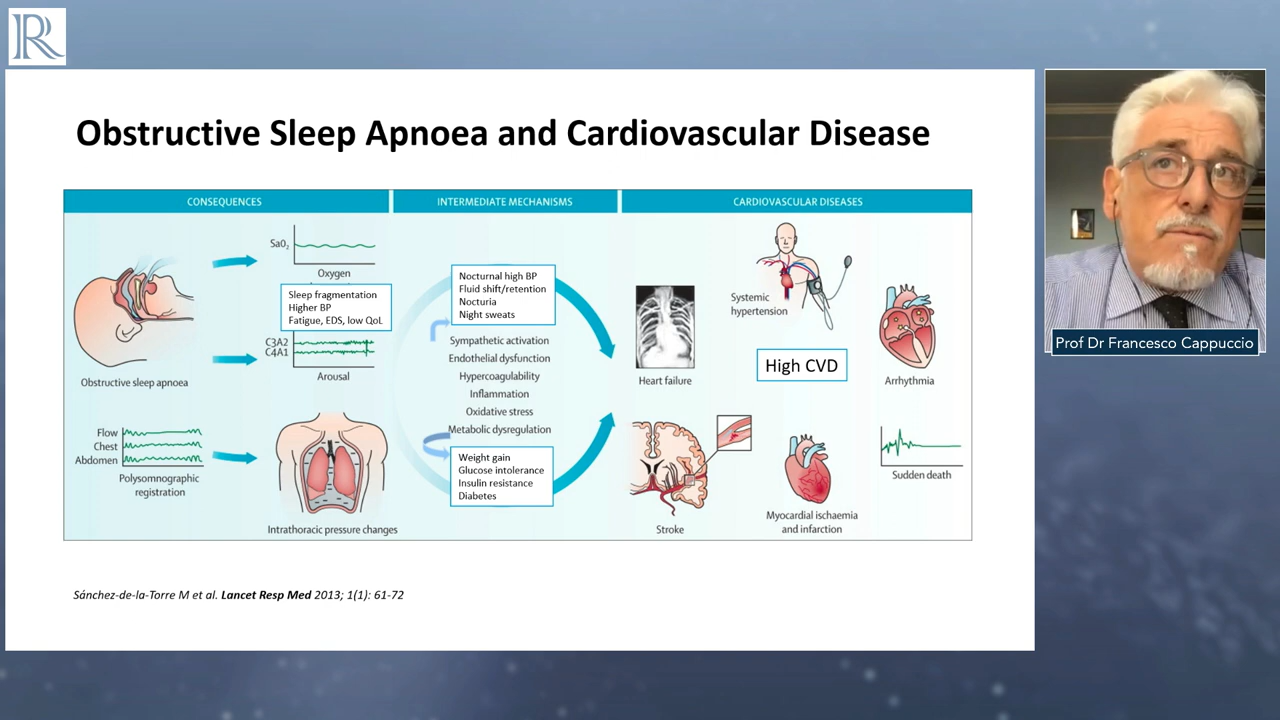 R
Obstructive Sleep Apnoea and Cardiovascular Disease
CONSEQUENCES
INTERMEDIATE MECHANISMS
CARDIOVASCULAR DISEASES
SaO2
Oxygen
Sleep fragmentation
Higher BP
Fatigue, EDS, low QoL
C3A2
C4A1
Arousal
Obstructive sleep apnoea
Flow
Chest
Abdomen
Polysomnographic
registration
Intrathoracic pressure changes
Nocturnal high BP
Fluid shift/retention
Nocturia
Night sweats
Sympathetic activation
Endothelial dysfunction
Hypercoagulability
Inflammation
Oxidative stress
Metabolic dysregulation
Weight gain
Glucose intolerance
Insulin resistance
Diabetes
Heart failure
Systemic
hypertension
High CVD
Arrhythmia
Stroke
Myocardial ischaemia
and infarction
Sudden death
Sánchez-de-la-Torre M et al. Lancet Resp Med 2013; 1(1): 61-72
Prof Dr Francesco Cappuccio